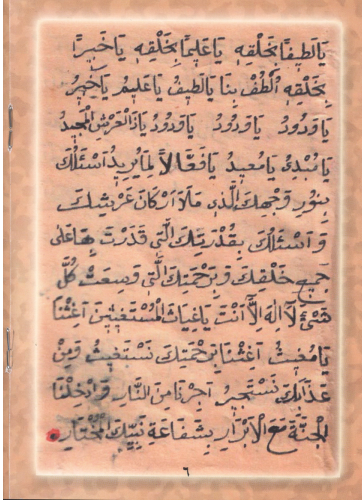 يَالَطِيفًا بِخَلْقِهِ يَاعَلِيمًا بِخَلْقِهِ يَاخَبِيرًا
بِخَلْقِهِ اُلْطُفْ بِنَا يَالَطِيفُ يَاعَلِيمُ يَاخَبِيرُ
يَاوَدُودُ يَاوَدُودُ يَاوَدُودُ يَاذَالْعَرْشِ الْمَجِيدُ
يَامُبْدِئُ يَامُعِيدُ يَافَعَّالاً لِمَايُرِيدُ اَسْئَلُكَ
بِنُورِ وَجْهِكَ الَّذِي مَلَاَ اَرْكَانَ عَرْشِكَ
وَ اَسْئَلُكَ بِقُدْرَتِكَ الَّتِي قَدَرْتَ بِهَا عَلَى
جَمِيعِ خَلْقِكَ وَبِرَحْمَتِكَ الَّتِي وَسِعَتْ كُلَّ
شَيْءٍ لَآ اِلَهَ اِلَّا اَنْتَ يَاغِيَاثَ الْمُسْتَغِيثِينَ اَغِثْنَا
يَامُغِيثُ اَغِثْنَا بِرَحْمَتِكَ نَسْتَغِيثُ وَمِنْ
عَذَابِكَ نَسْتَجِيرُ اَجِرْنَا مِنَ النَّارِ وَاَدْخِلْنَا
الْجَنَّةَ مَعَ الْاَبْرَارِ بِشَفَاعَةِ نَبِيِّكَ الْمُخْتَارِ
٦